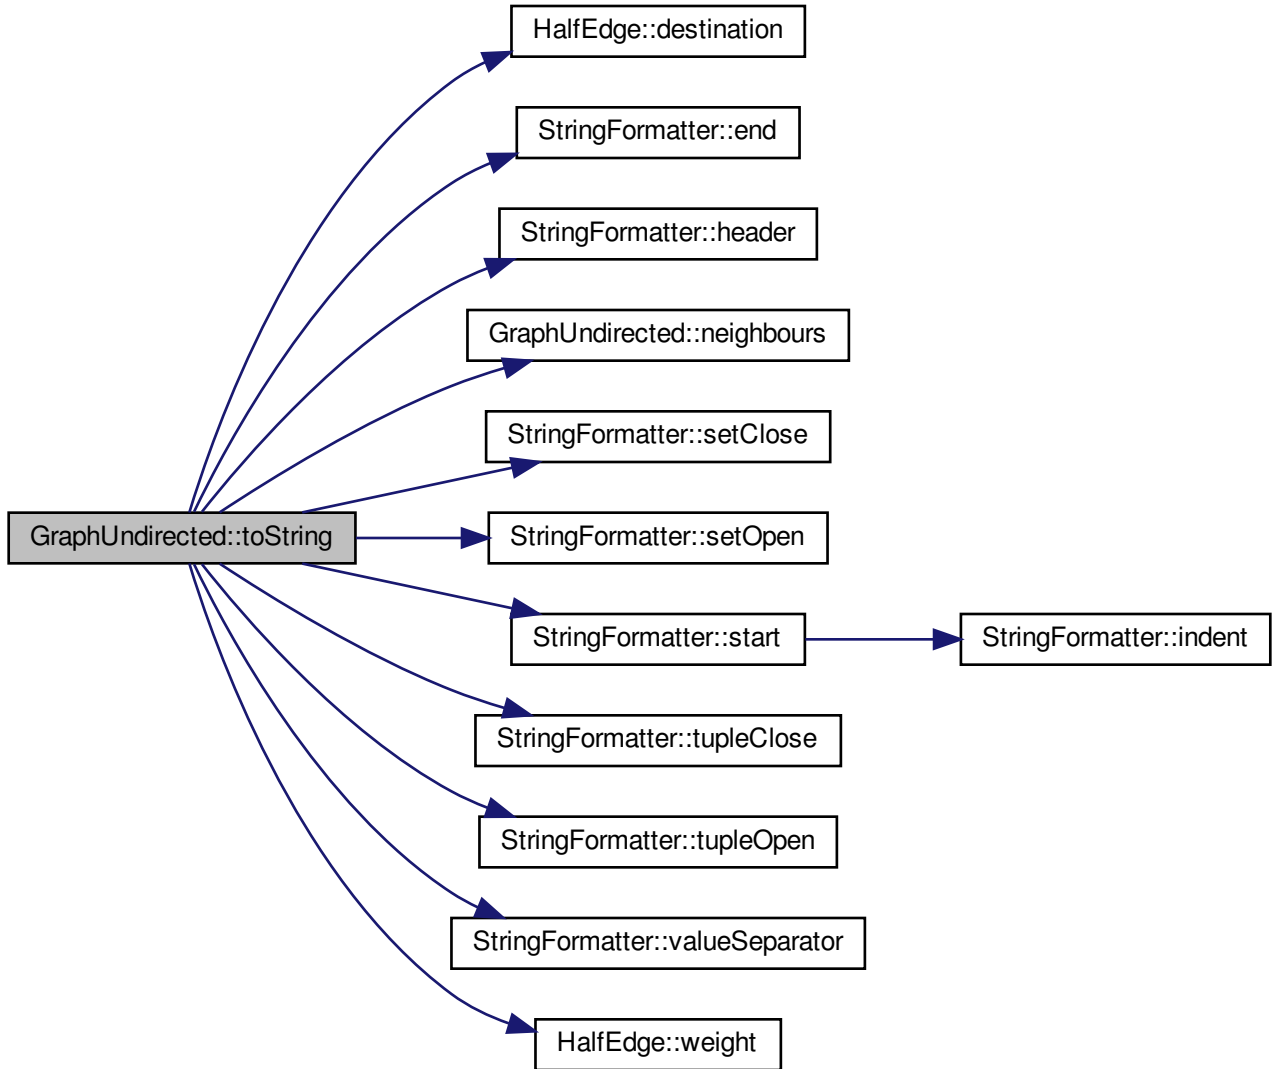 HalfEdge::destination
StringFormatter::end
StringFormatter::header
GraphUndirected::neighbours
StringFormatter::setClose
GraphUndirected::toString
StringFormatter::setOpen
StringFormatter::start
StringFormatter::indent
StringFormatter::tupleClose
StringFormatter::tupleOpen
StringFormatter::valueSeparator
HalfEdge::weight